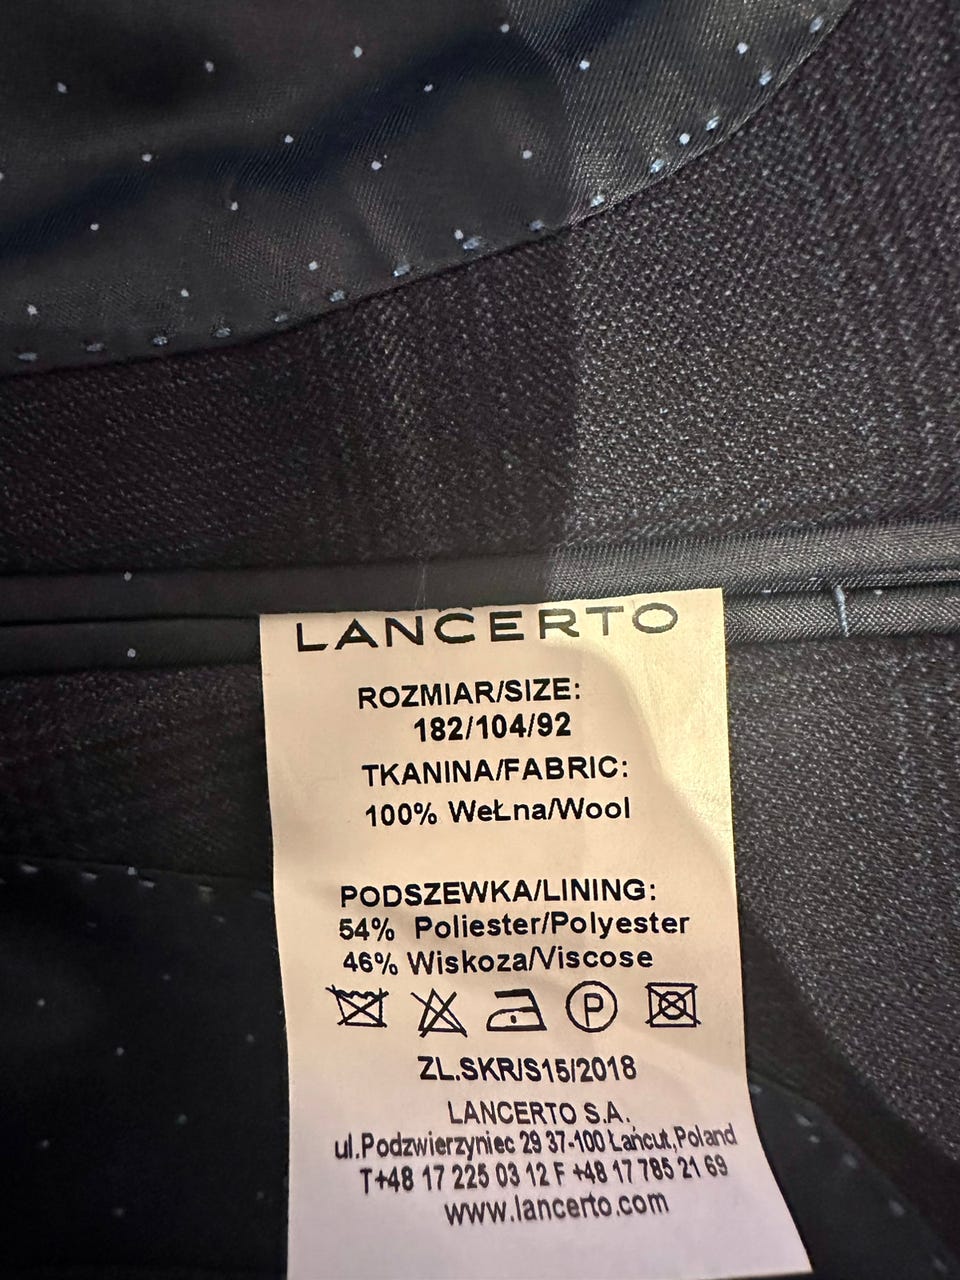 LANCERTO
ROZMIAR/SIZE:
182/104/92
TKANINA/FABRIC:
100% WeŁna/Wool
PODSZEWKA/LINING:
54% Poliester/Polyester
46% Wiskoza/Viscose
P
ZL.SKR/S15/2018
LANCERTO S.A.
ul.Podzwierzyniec 29 37-100 Łańcut,Poland
T+48 17 225 03 12 F +48 17 785 21 69
www.lancerto.com